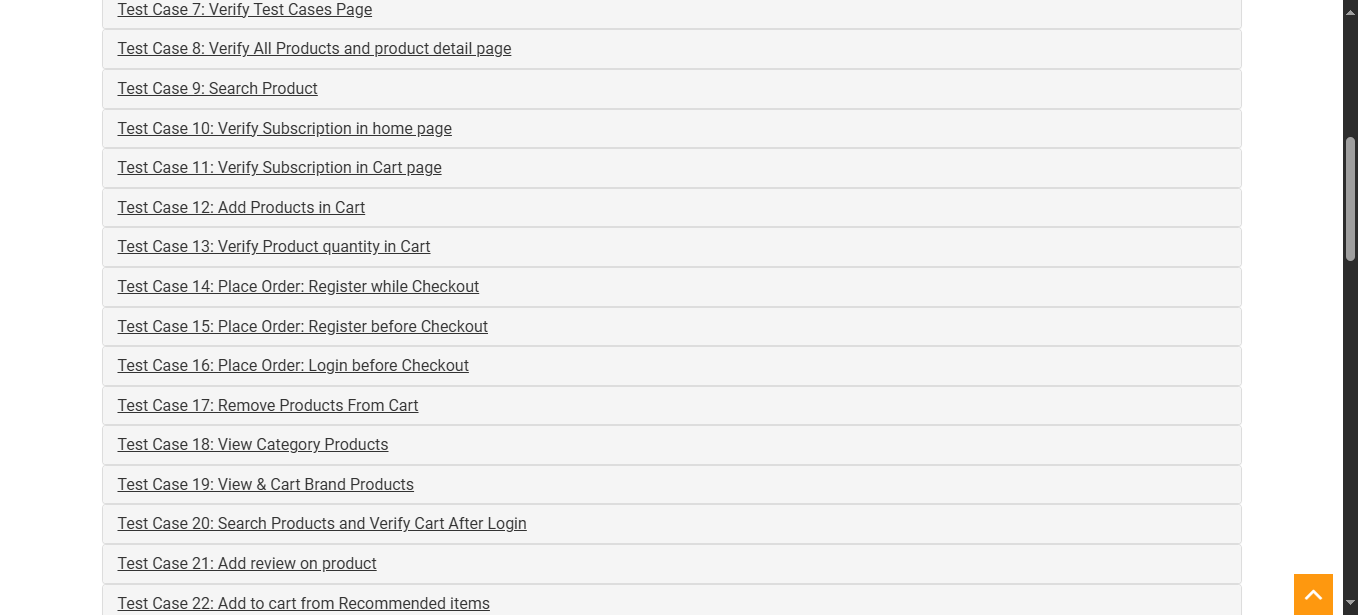 Test Case 7: Verify Test Cases Page
Test Case 8: Verify All Products and product detail page
Test Case 9: Search Product
Test Case 10: Verify Subscription in home page
Test Case 11: Verify Subscription in Cart page
Test Case 12: Add Products in Cart
Test Case 13: Verify Product quantity in Cart
Test Case 14: Place Order: Register while Checkout
Test Case 15: Place Order: Register before Checkout
Test Case 16: Place Order: Login before Checkout
Test Case 17: Remove Products From Cart
Test Case 18: View Category Products
Test Case 19: View & Cart Brand Products
Test Case 20: Search Products and Verify Cart After Login
Test Case 21: Add review on product
Test Case 22: Add to cart from Recommended items